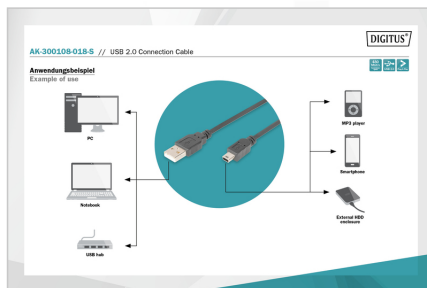 DIGITUS®
AK-300108-018-S // USB 2.0 Connection Cable
Anwendungsbeispiel
Example of use
PC
Notebook
USB hub
MP3 player
Smartphone
External HDD
enclosure